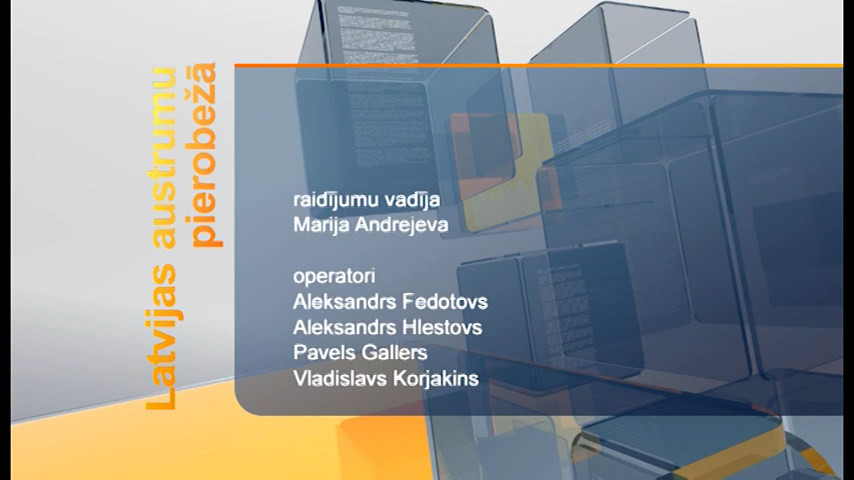 Latvijas austrumu
pierobežā
raidījumu vadīja
Marija Andrejeva
operatori
Aleksandrs Fedotovs
Aleksandrs Hlestovs
Pavels Gallers
Vladislavs Korjakins